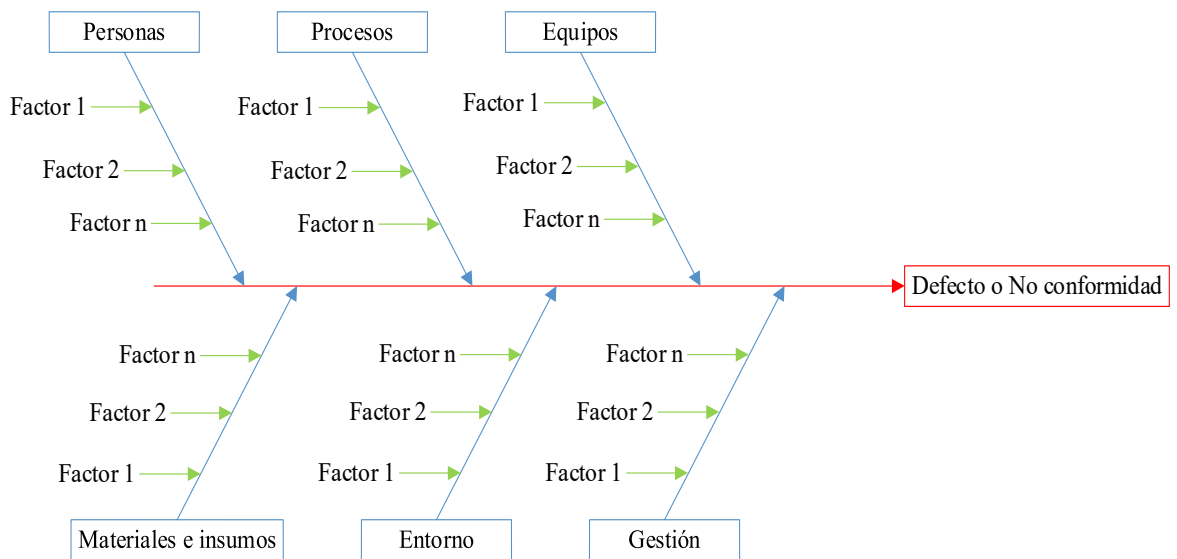 Personas
Procesos
Equipos
Factor 1
Factor 1
Factor 1
Factor 2
Factor 2
Factor 2
Factor n
Factor n
Factor n
Defecto o No conformidad
Factor n
Factor n
Factor n
Factor 2
Factor 2
Factor 2
Factor 1
Factor 1
Factor 1
Materiales e insumos
Entorno
Gestión